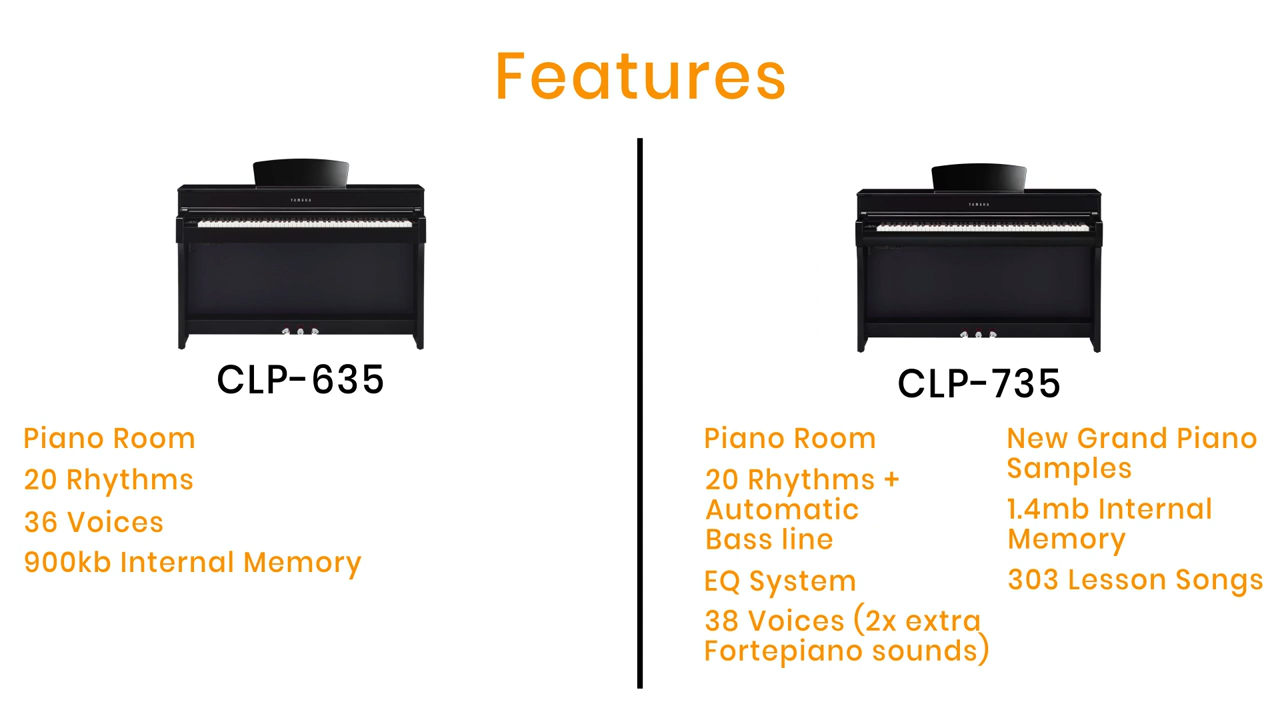 Features
YAMAHA
CLP-635
Piano Room
20 Rhythms
36 Voices
900kb Internal Memory
YAMAHA
CLP-735
Piano Room
20 Rhythms +
Automatic
Bass line
EQ System
38 Voices (2x extra
Fortepiano sounds)
New Grand Piano
Samples
1.4mb Internal
Memory
303 Lesson Songs